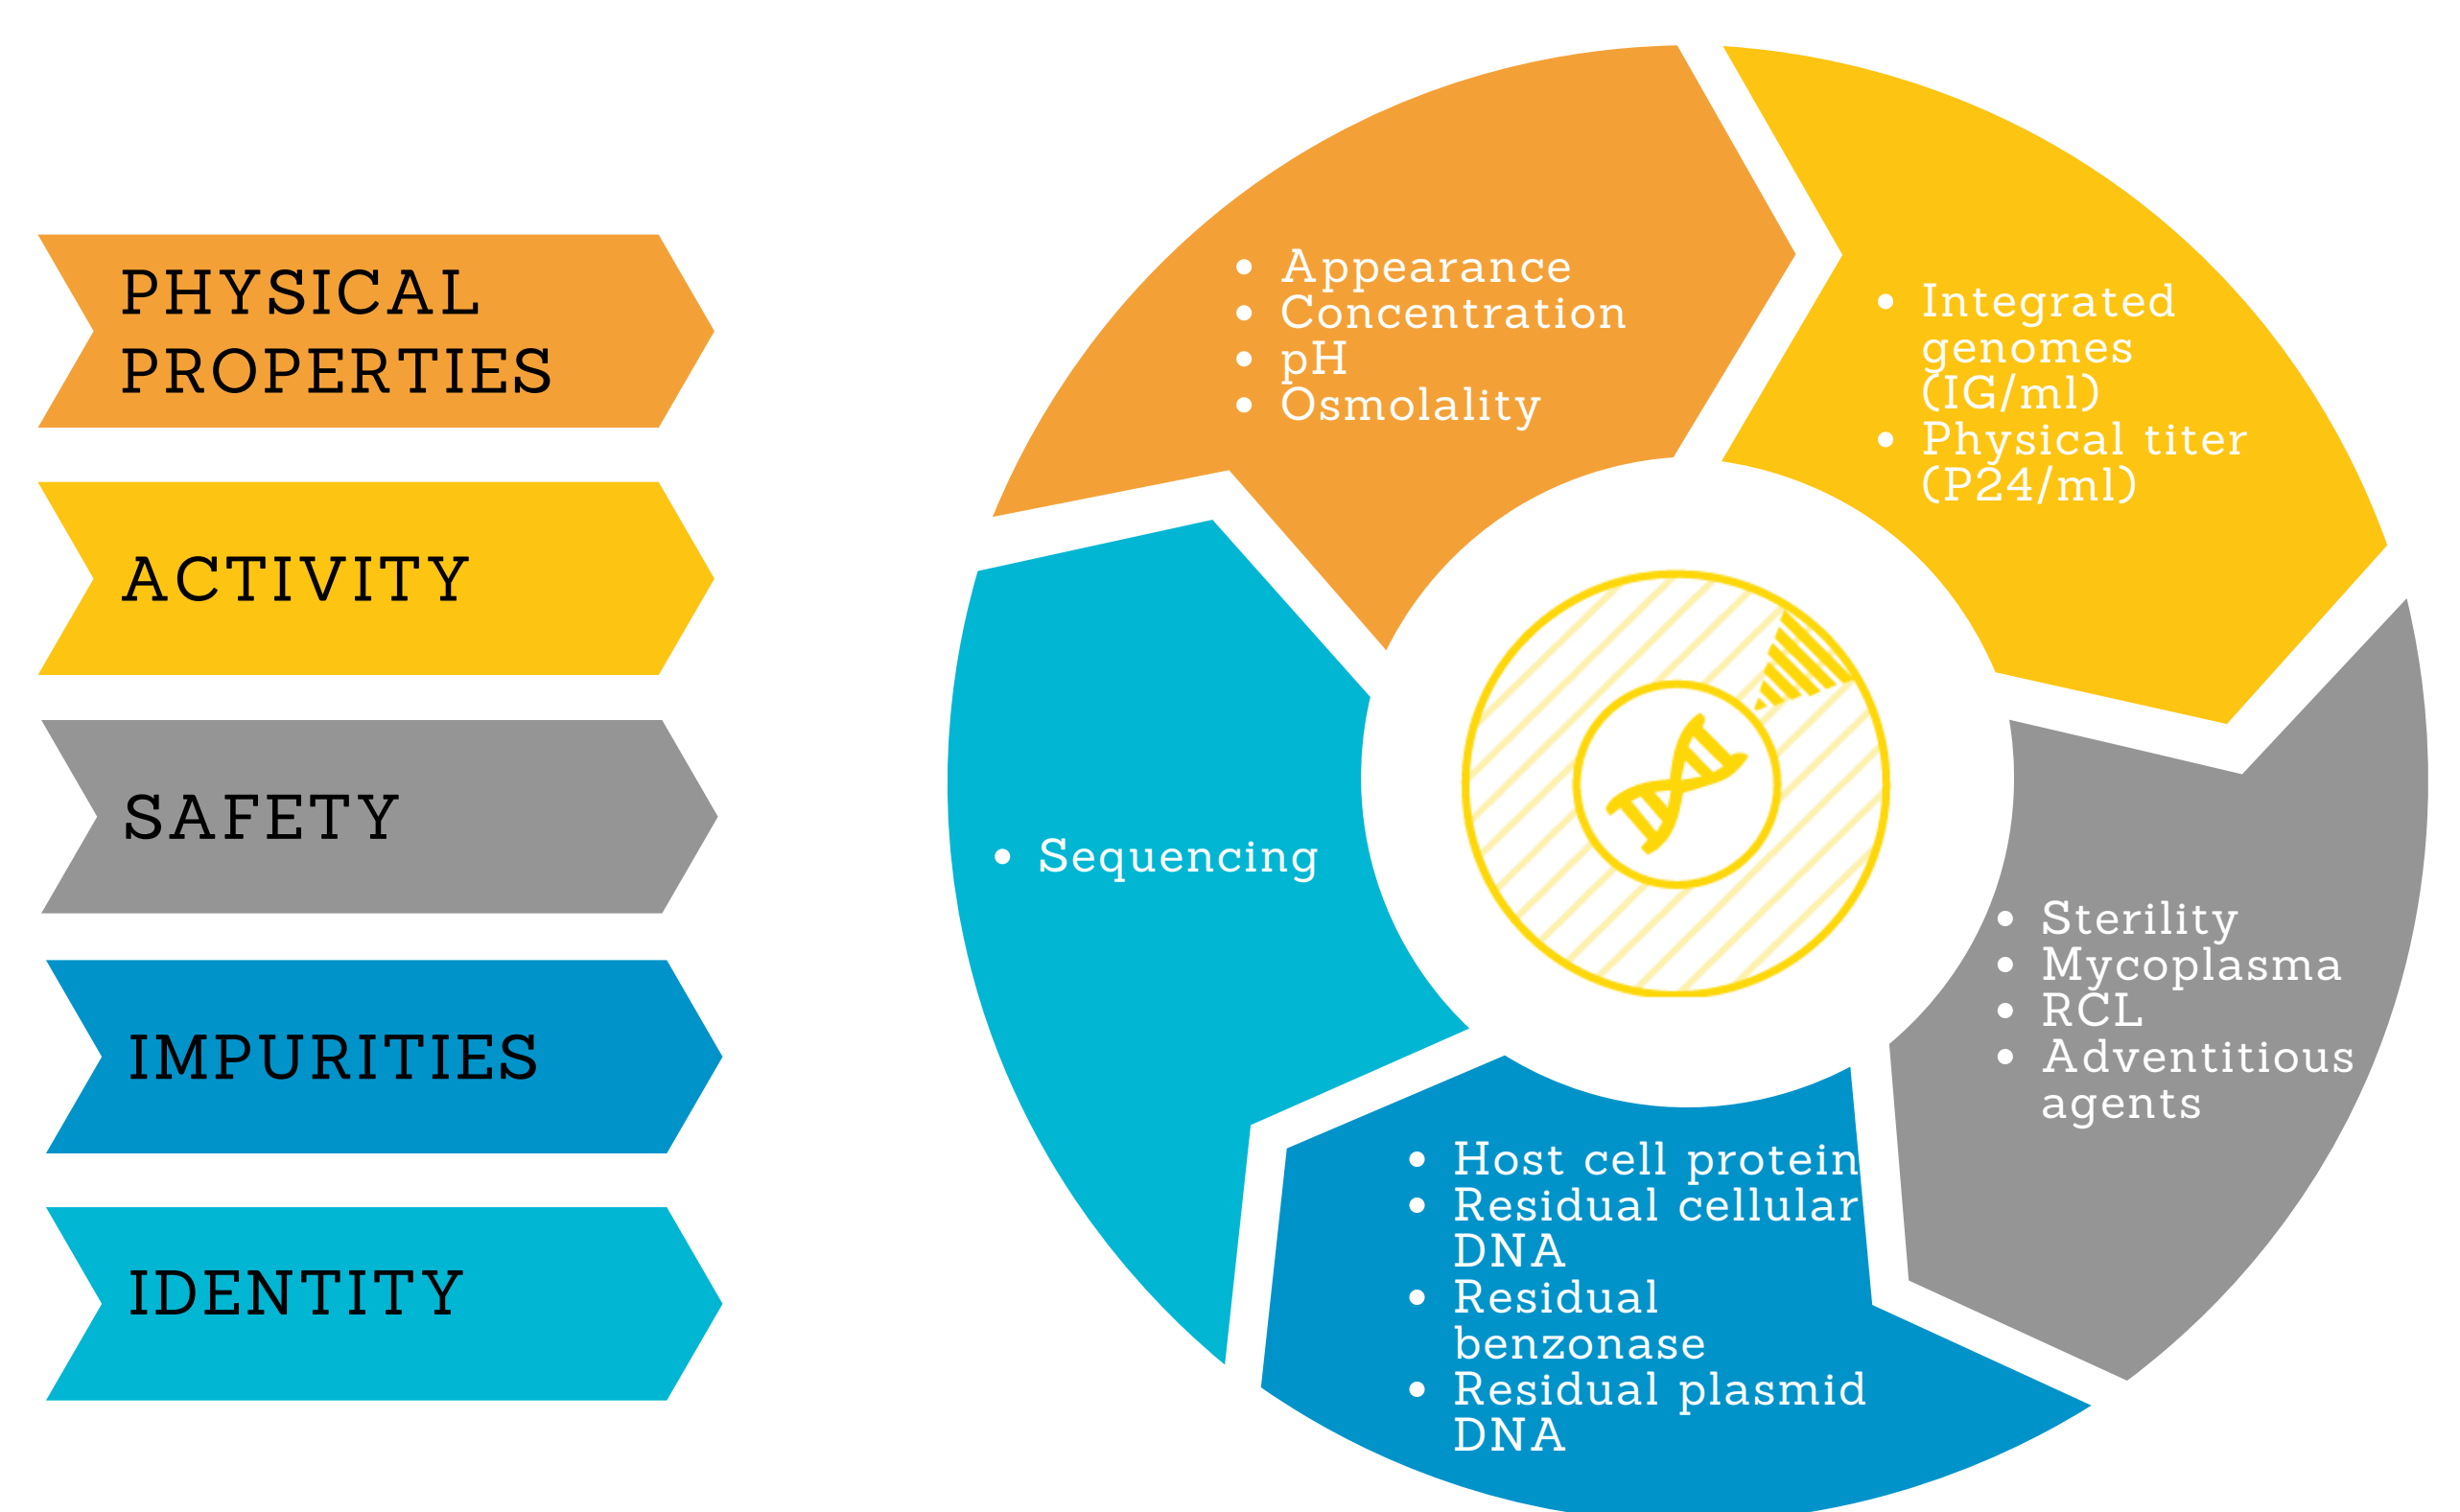 PHYSICAL
PROPERTIES
ACTIVITY
SAFETY
IMPURITIES
IDENTITY
• Appearance
• Concentration
• pH
• Osmolality
• Integrated
genomes
(IG/ml)
• Physical titer
(P24/ml)
• Sterility
• Mycoplasma
• RCL
• Adventitious
agents
• Host cell protein
• Residual cellular
DNA
• Residual
benzonase
• Residual plasmid
DNA
• Sequencing